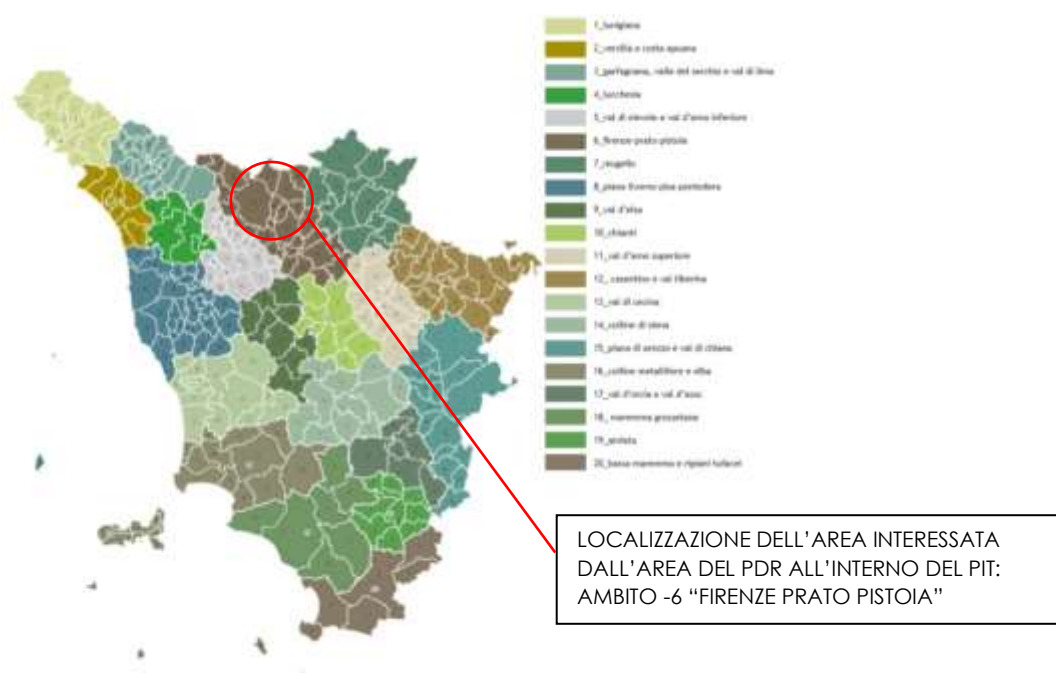 1_lunigiana
2_versilia e costa apuana
3_garfagnana, valle del serchio e val di lima
4_lucchesia
5_val di nievole e val d'arno inferiore
6_firenze prato pistoia
7_mugello
8_piana livorno pisa pontedera
9_val d'elsa
10_chianti
11_val d'arno superiore
12_ casentino e val tiberina
13_val di cecina
14_colline di siena
15_piana di arezzo e val di chiana
16_colline metallifere e elba
17_val d'orcia e val d'asso
18_ maremma grossetana
19_amiata
20_bassa maremma e ripiani tufacei
LOCALIZZAZIONE DELL'AREA INTERESSATA
DALL'AREA DEL PDR ALL'INTERNO DEL PIT:
AMBITO -6 "FIRENZE PRATO PISTOIA"